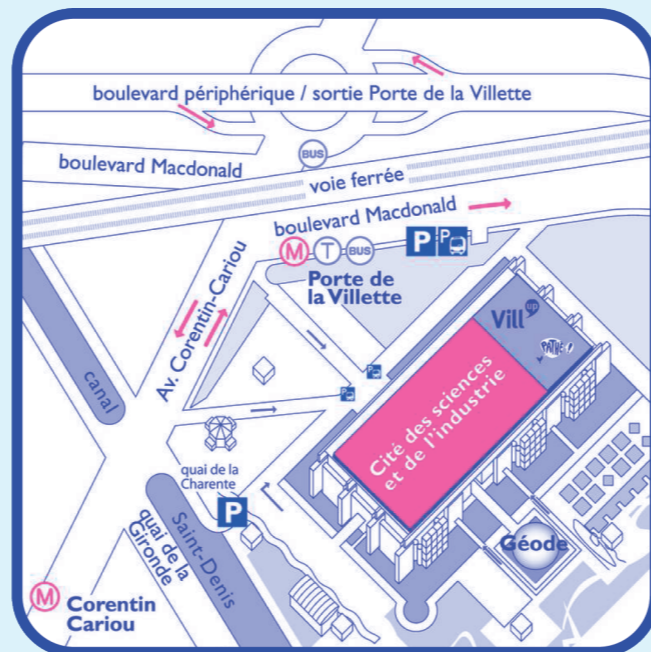 boulevard périphérique / sortie Porte de la Villette
BUS
boulevard Macdonald
voie ferrée
boulevard Macdonald
M T BUS
P P
Porte de
la Villette
Av. Corentin-Cariou
Vill'up
PATHÉ!
P
P
Cité des sciences
et de l'industrie
canal
quai de la
Charente
P
Saint-Denis
quai de la
Gironde
Géode
M Corentin
Cariou